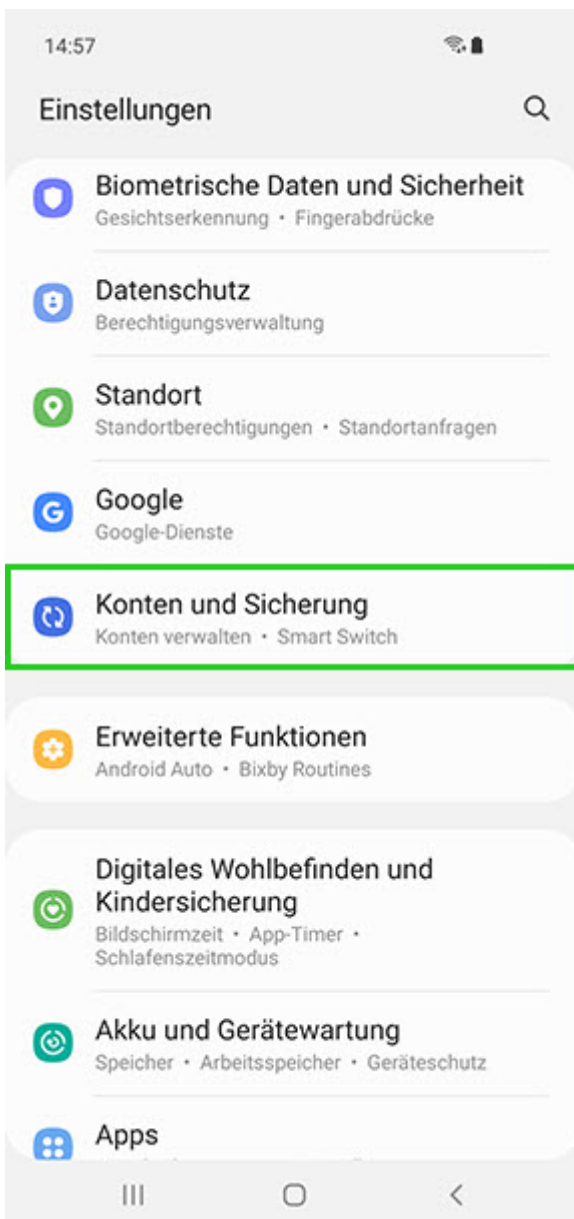 14:57
Einstellungen
Biometrische Daten und Sicherheit
Gesichtserkennung • Fingerabdrücke
Datenschutz
Berechtigungsverwaltung
Standort
Standortberechtigungen • Standortanfragen
Google
Google-Dienste
Konten und Sicherung
Konten verwalten • Smart Switch
Erweiterte Funktionen
Android Auto • Bixby Routines
Digitales Wohlbefinden und
Kindersicherung
Bildschirmzeit • App-Timer •
Schlafenszeitmodus
Akku und Gerätewartung
Speicher • Arbeitsspeicher • Geräteschutz
Apps